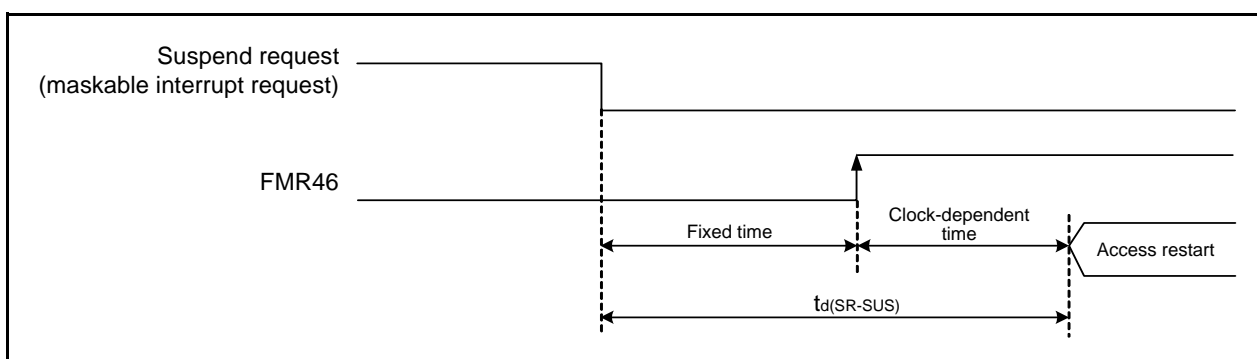 Suspend request
(maskable interrupt request)
FMR46
Fixed time
Clock-dependent
time
Access restart
td(SR-SUS)